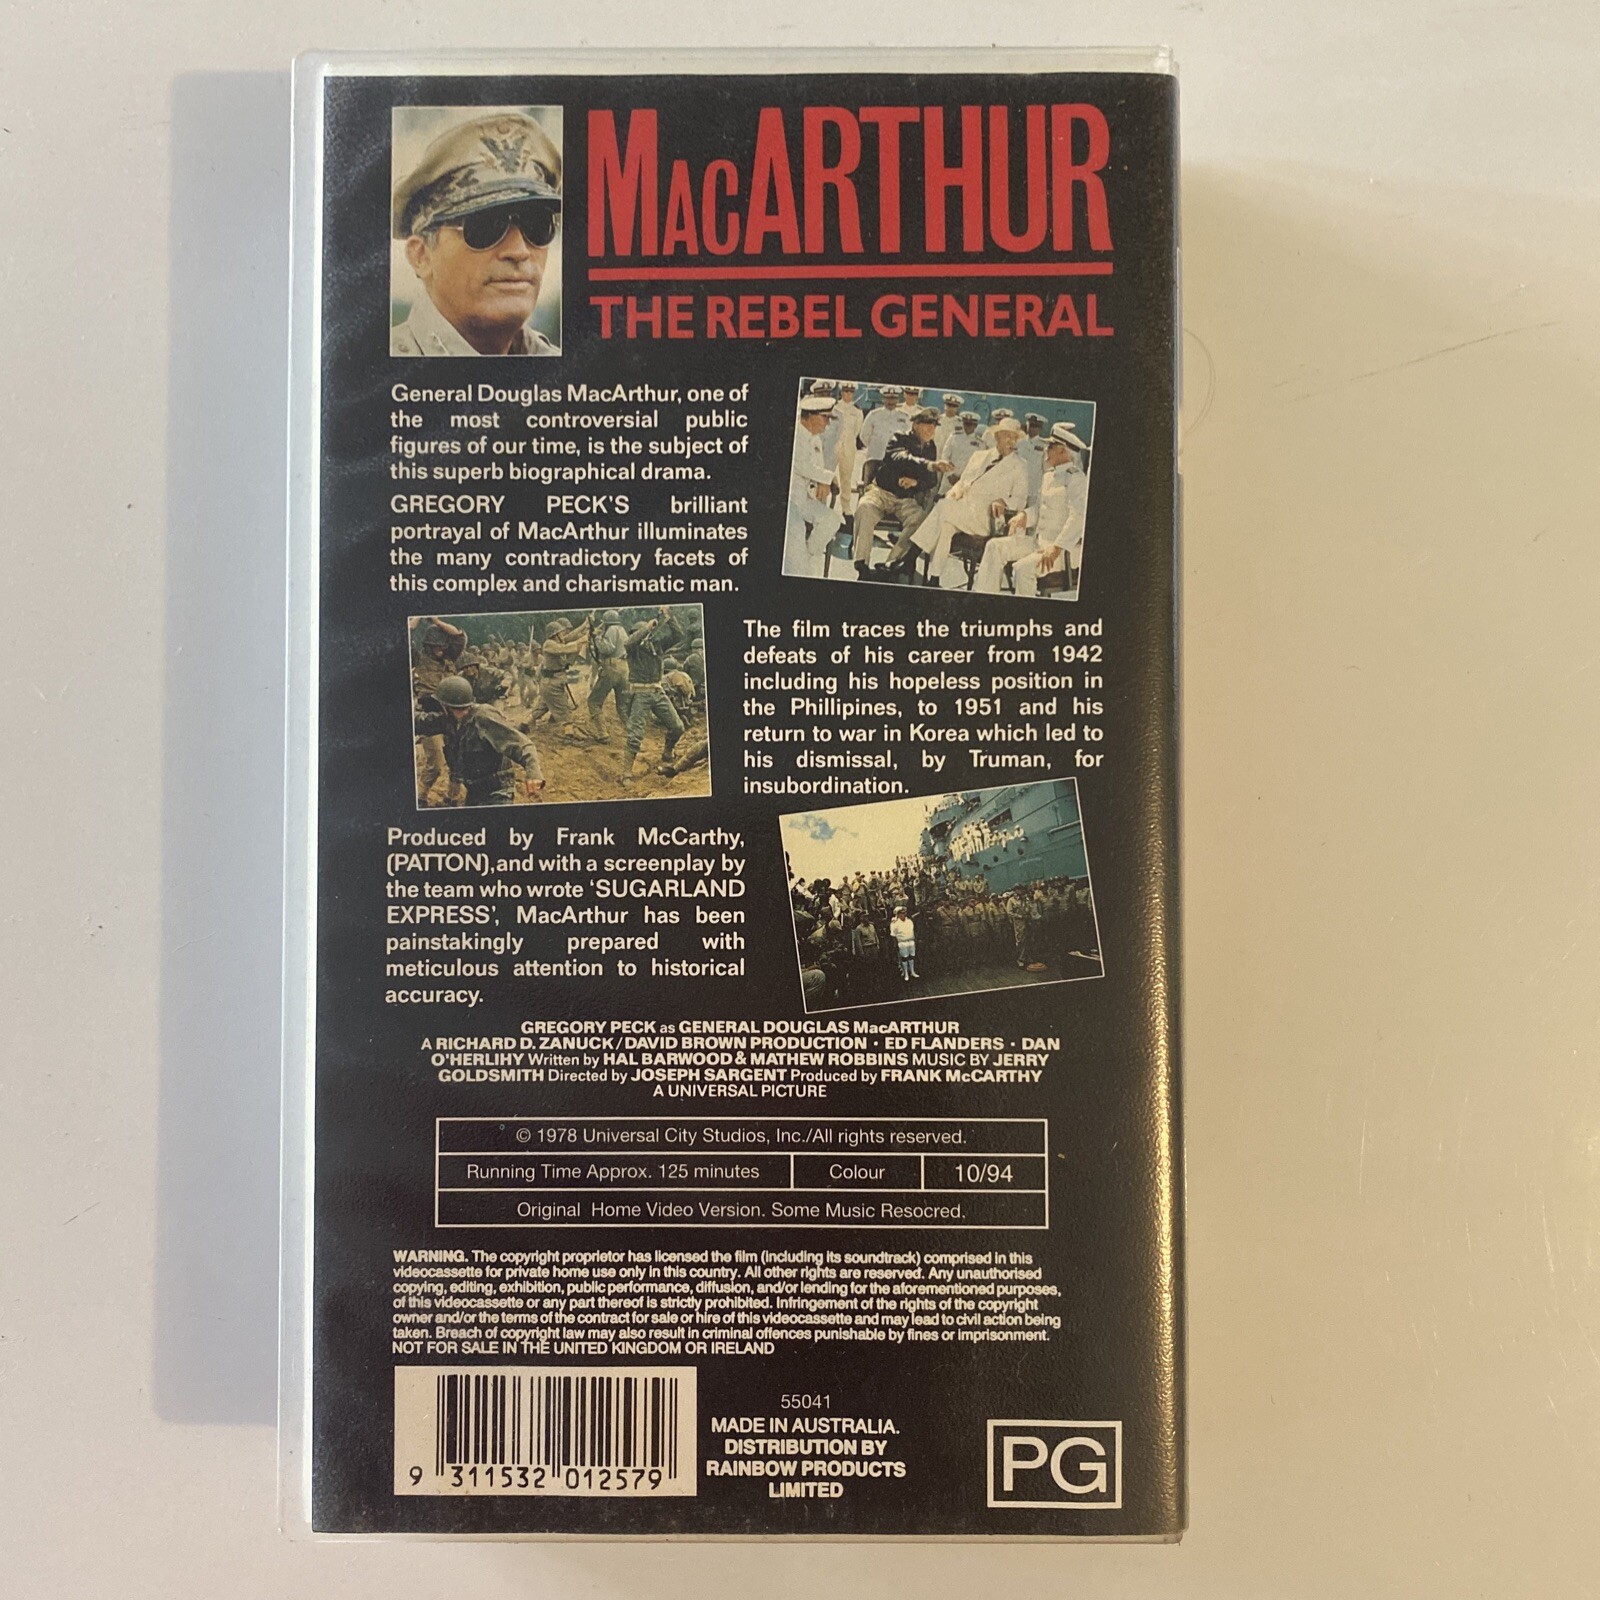 MACARTHUR
THE REBEL GENERAL
General Douglas MacArthur, one of
the most controversial public
figures of our time, is the subject of
this superb biographical drama.
GREGORY PECK'S brilliant
portrayal of MacArthur illuminates
the many contradictory facets of
this complex and charismatic man.
The film traces the triumphs and
defeats of his career from 1942
including his hopeless position in
the Phillipines, to 1951 and his
return to war in Korea which led to
his dismissal, by Truman, for
insubordination.
Produced by Frank McCarthy,
(PATTON),and with a screenplay by
the team who wrote ‘SUGARLAND
EXPRESS’, MacArthur has been
painstakingly prepared with
meticulous attention to historical
accuracy.
GREGORY PECK as GENERAL DOUGLAS MacARTHUR
A RICHARD D. ZANUCK/DAVID BROWN PRODUCTION · ED FLANDERS · DAN
O'HERLIHY Written by HAL BARWOOD & MATHEW ROBBINS MUSIC BY JERRY
GOLDSMITH Directed by JOSEPH SARGENT Produced by FRANK McCARTHY
A UNIVERSAL PICTURE
© 1978 Universal City Studios, Inc./All rights reserved.
Running Time Approx. 125 minutes Colour 10/94
Original Home Video Version. Some Music Resocred.
WARNING. The copyright proprietor has licensed the film (including its soundtrack) comprised in this
videocassette for private home use only in this country. All other rights are reserved. Any unauthorised
copying, editing, exhibition, public performance, diffusion, and/or lending for the aforementioned purposes,
of this videocassette or any part thereof is strictly prohibited. Infringement of the rights of the copyright
owner and/or the terms of the contract for sale or hire of this videocassette and may lead to civil action being
taken. Breach of copyright law may also result in criminal offences punishable by fines or imprisonment.
NOT FOR SALE IN THE UNITED KINGDOM OR IRELAND
9 311532 012579
55041
MADE IN AUSTRALIA.
DISTRIBUTION BY
RAINBOW PRODUCTS
LIMITED
PG